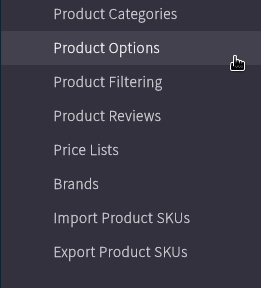 Product Categories
Product Options
Product Filtering
Product Reviews
Price Lists
Brands
Import Product SKUs
Export Product SKUs